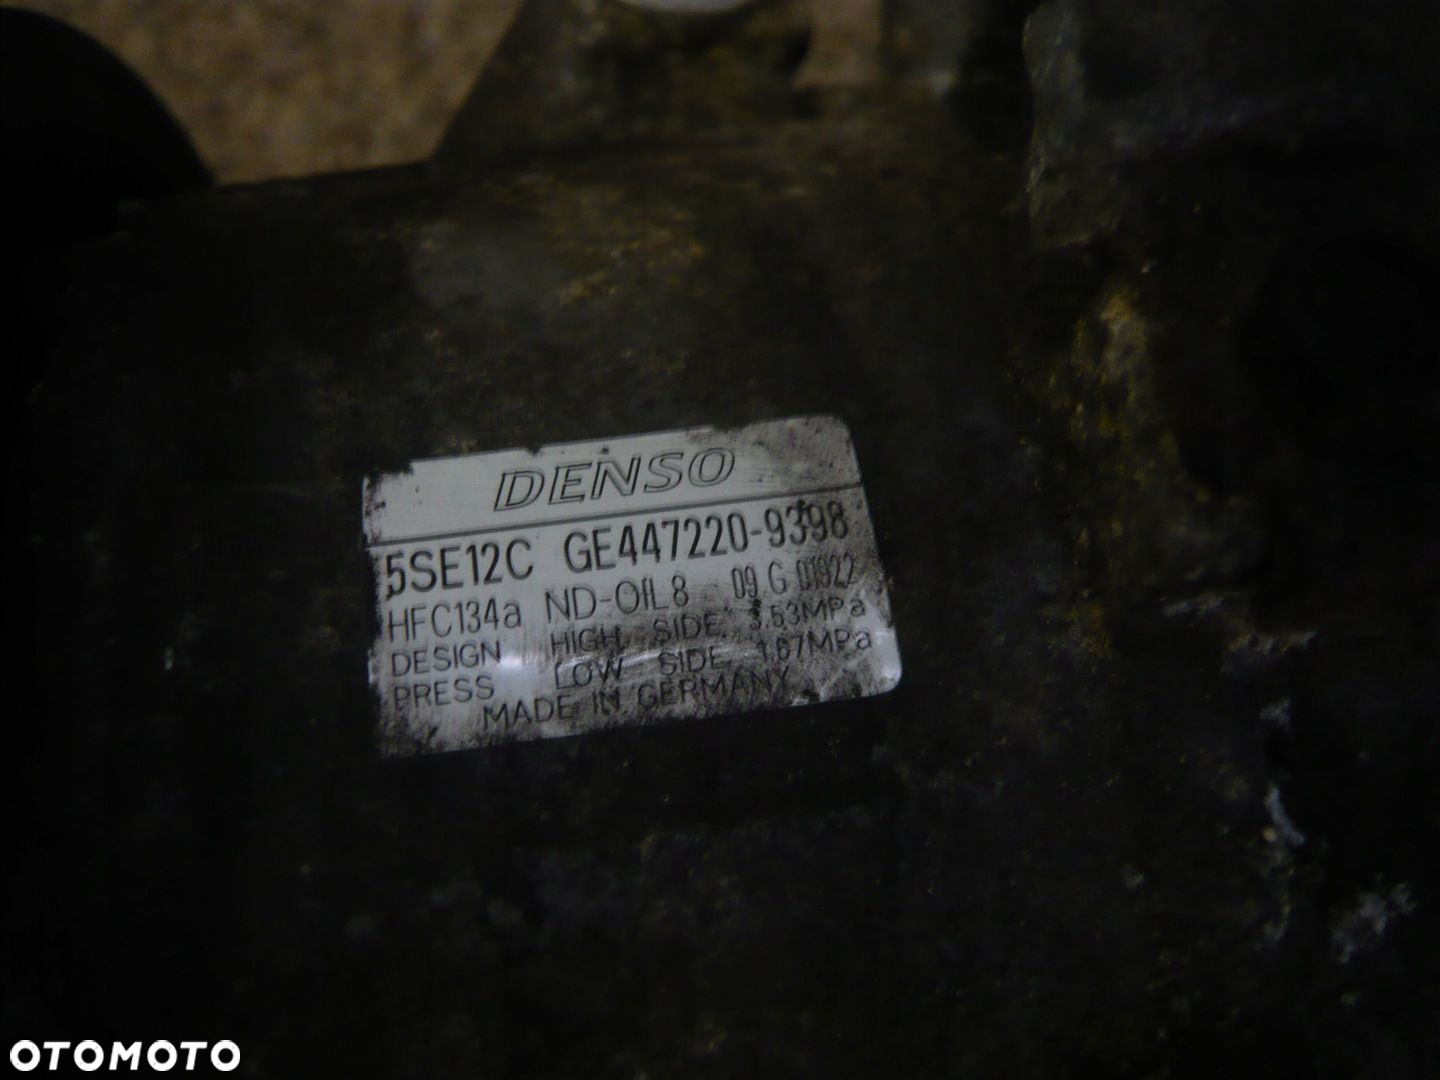 DENSO
5SE12C GE447220-9398
HFC134a ND-OIL8 09 G 01922
DESIGN HIGH SIDE 3.53MPa
PRESS LOW SIDE 1.67MPa
MADE IN GERMANY
OTOMOTO